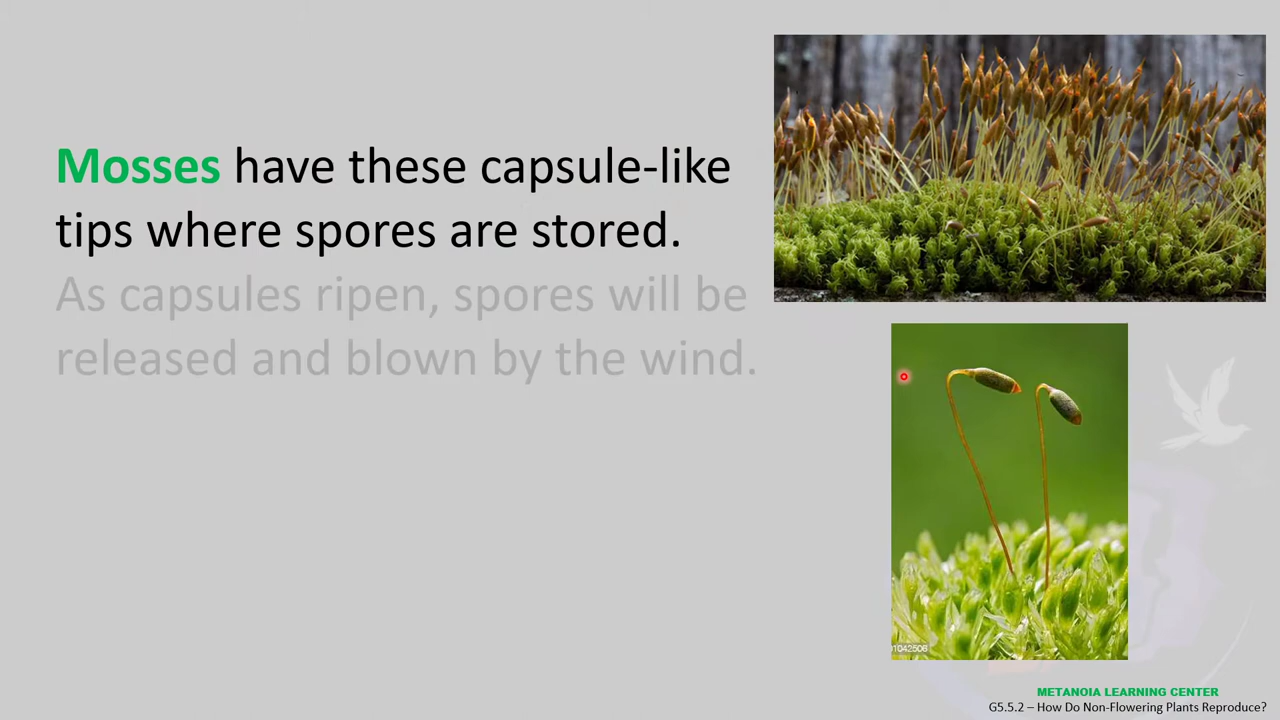 Mosses have these capsule-like
tips where spores are stored.
As capsules ripen, spores will be
released and blown by the wind.
1042506
METANOIA LEARNING CENTER
G5.5.2 – How Do Non-Flowering Plants Reproduce?